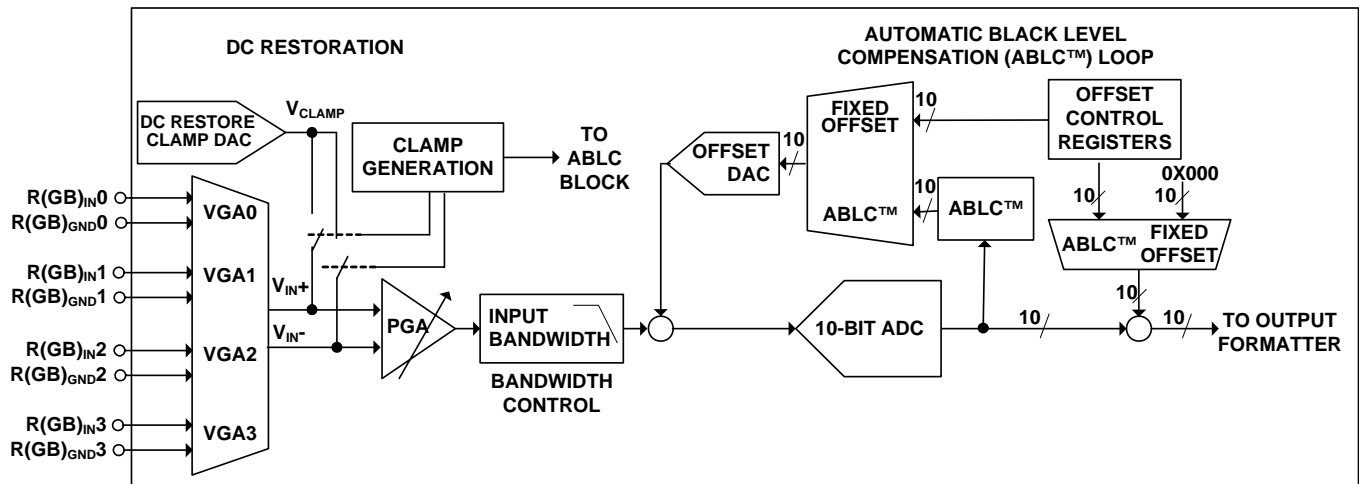 DC RESTORATION
AUTOMATIC BLACK LEVEL
COMPENSATION (ABLC™) LOOP
DC RESTORE
CLAMP DAC
VCLAMP
CLAMP
GENERATION
TO
ABLC
BLOCK
OFFSET
DAC
10
FIXED
OFFSET
ABLC™
10
10
ABLC™
OFFSET
CONTROL
REGISTERS
0X000
10
10
ABLC™
FIXED
OFFSET
10
R(GB)IN0
R(GB)GND0
R(GB)IN1
R(GB)GND1
R(GB)IN2
R(GB)GND2
R(GB)IN3
R(GB)GND3
VGA0
VGA1
VGA2
VGA3
VIN+
VIN-
PGA
INPUT
BANDWIDTH
BANDWIDTH
CONTROL
10-BIT ADC
10
10
TO OUTPUT
FORMATTER